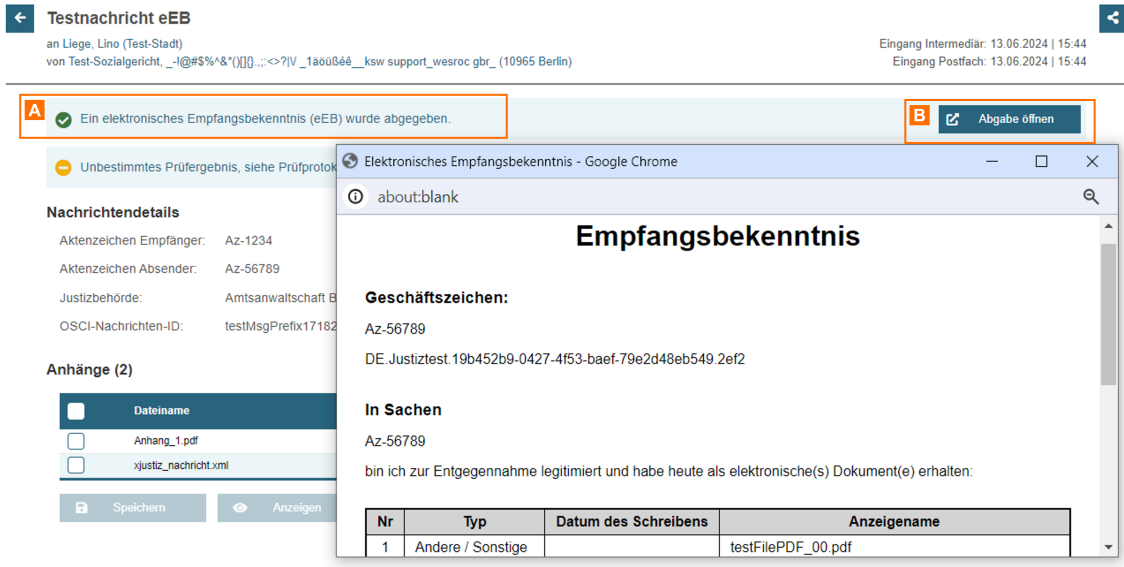 Testnachricht eEB
an Liege, Lino (Test-Stadt)
von Test-Sozialgericht, _-!@#$%^&*()[]{}.,;:<>?|\/ _1äöüßéê__ksw support_wesroc gbr_ (10965 Berlin)
Eingang Intermediär: 13.06.2024 | 15:44
Eingang Postfach: 13.06.2024 | 15:44
A
Ein elektronisches Empfangsbekenntnis (eEB) wurde abgegeben.
B
Abgabe öffnen
Unbestimmtes Prüfergebnis, siehe Prüfprotok
Nachrichtendetails
Aktenzeichen Empfänger: Az-1234
Aktenzeichen Absender: Az-56789
Justizbehörde: Amtsanwaltschaft B
OSCI-Nachrichten-ID: testMsgPrefix17182
Anhänge (2)
Dateiname
Anhang_1.pdf
xjustiz_nachricht.xml
Speichern Anzeigen
Elektronisches Empfangsbekenntnis - Google Chrome
about:blank
Empfangsbekenntnis
Geschäftszeichen:
Az-56789
DE.Justiztest.19b452b9-0427-4f53-baef-79e2d48eb549.2ef2
In Sachen
Az-56789
bin ich zur Entgegennahme legitimiert und habe heute als elektronische(s) Dokument(e) erhalten:
Nr Typ Datum des Schreibens Anzeigename
1 Andere / Sonstige testFilePDF_00.pdf